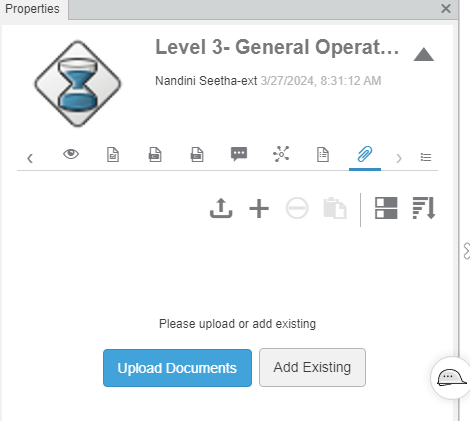 Properties
Level 3- General Operat...
Nandini Seetha-ext 3/27/2024, 8:31:12 AM
Please upload or add existing
Upload Documents
Add Existing